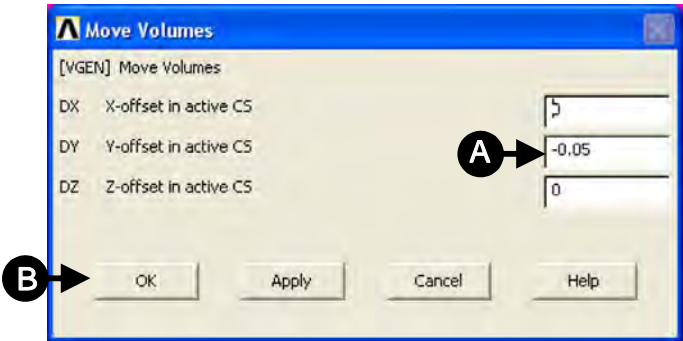 Move Volumes
[VGEN] Move Volumes
DX X-offset in active CS
DY Y-offset in active CS A -0.05
DZ Z-offset in active CS 0
B OK Apply Cancel Help